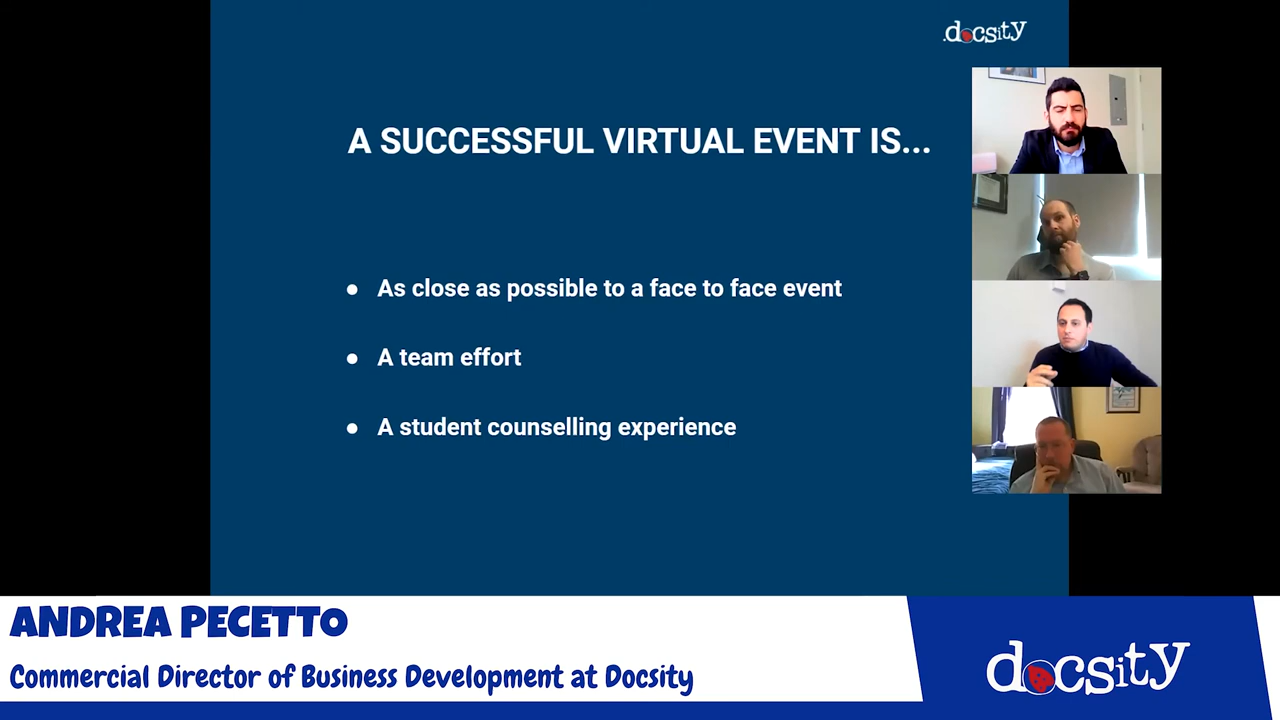 docsity
A SUCCESSFUL VIRTUAL EVENT IS...
● As close as possible to a face to face event
● A team effort
● A student counselling experience
ANDREA PECETTO
Commercial Director of Business Development at Docsity
docsity